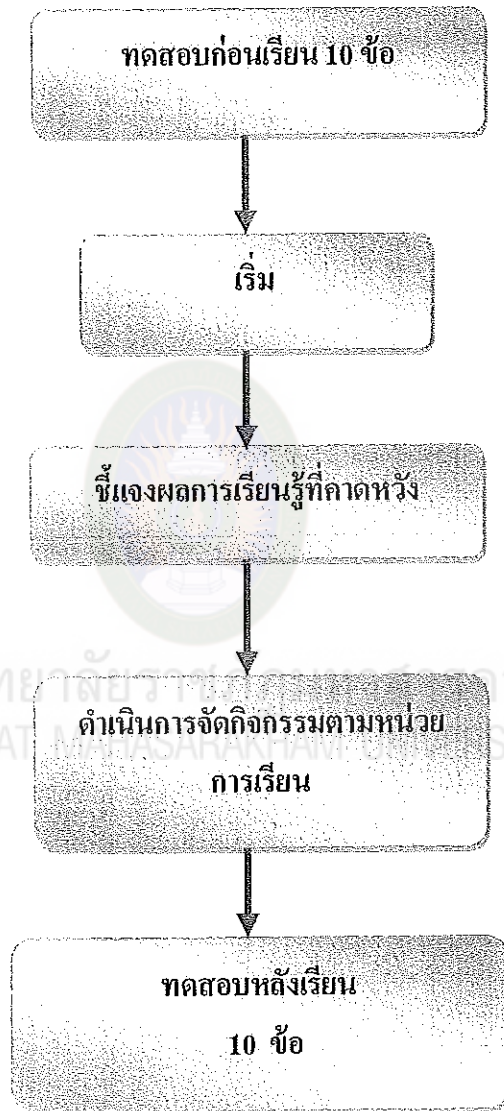 ทดสอบก่อนเรียน 10 ข้อ
เริ่ม
ชี้แจงผลการเรียนรู้ที่คาดหวัง
ดำเนินการจัดกิจกรรมตามหน่วย
การเรียน
MAHASARAKHAM
ทดสอบหลังเรียน
10 ข้อ